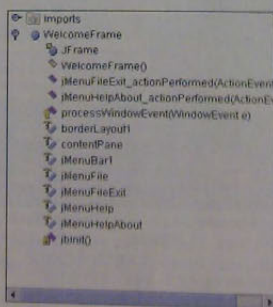 Imports
WelcomeFrame
JFrame
WelcomeFrame()
jMenuFileExit_actionPerformed(ActionEvent
jMenuHelpAbout_actionPerformed(ActionEv
processWindowEvent(WindowEvent e)
borderLayout1
contentPane
jMenuBar1
jMenuFile
jMenuFileExit
jMenuHelp
jMenuHelpAbout
jbInit()